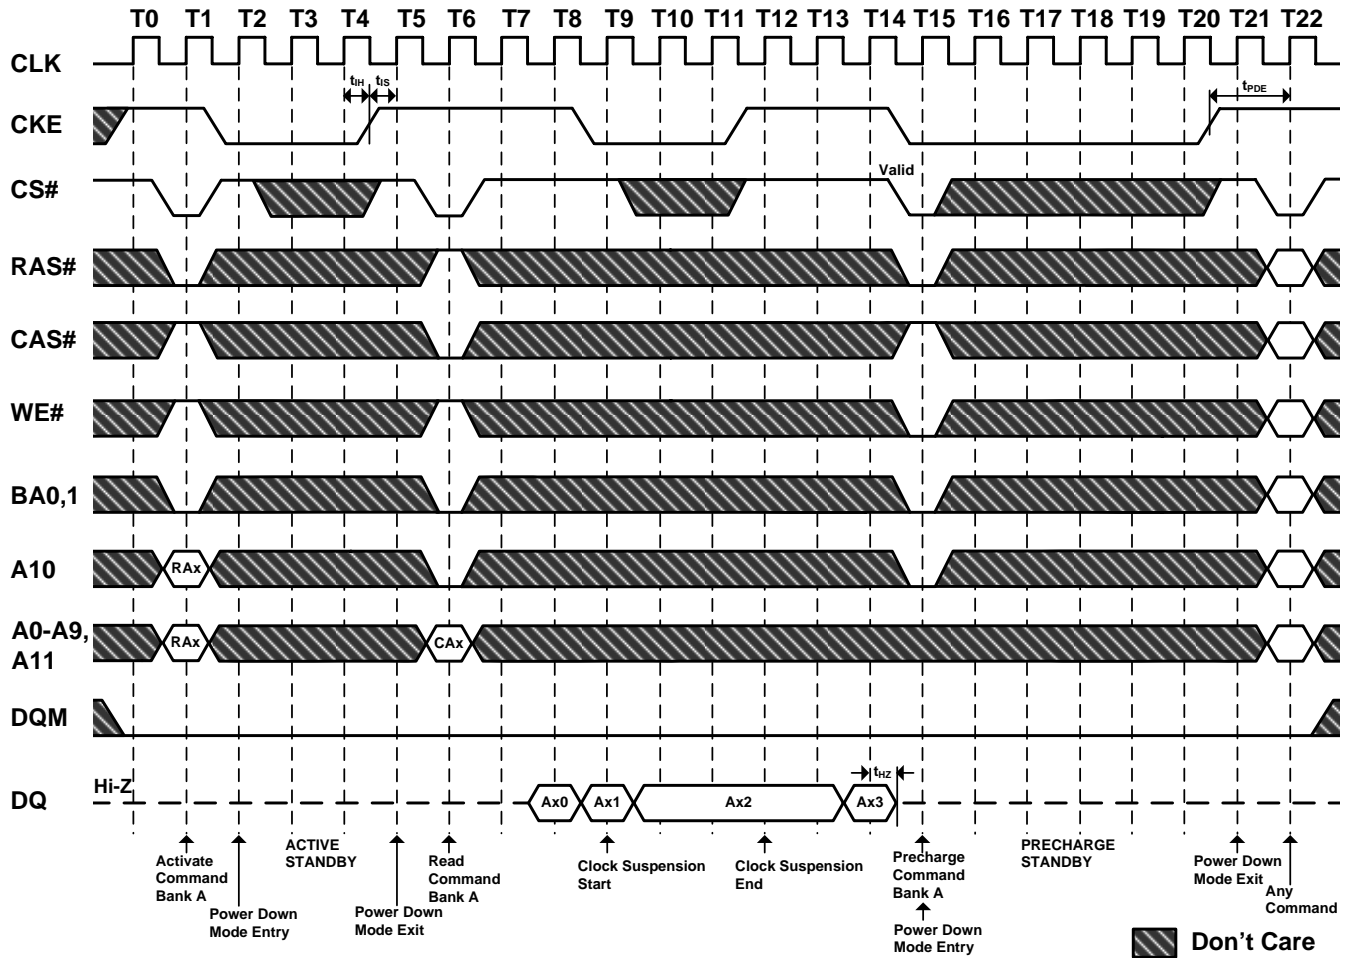 T0 T1 T2 T3 T4 T5 T6 T7 T8 T9 T10 T11 T12 T13 T14 T15 T16 T17 T18 T19 T20 T21 T22
CLK
tIH tIS
tPDE
CKE
Valid
CS#
RAS#
CAS#
WE#
BA0,1
A10
RAx
A0-A9,
A11
RAx
CAx
DQM
Hi-Z
tHZ
DQ
Ax0 Ax1 Ax2 Ax3
Activate
Command
Bank A
Power Down
Mode Entry
ACTIVE
STANDBY
Power Down
Mode Exit
Read
Command
Bank A
Clock Suspension
Start
Clock Suspension
End
Precharge
Command
Bank A
Power Down
Mode Entry
PRECHARGE
STANDBY
Power Down
Mode Exit
Any
Command
Don't Care